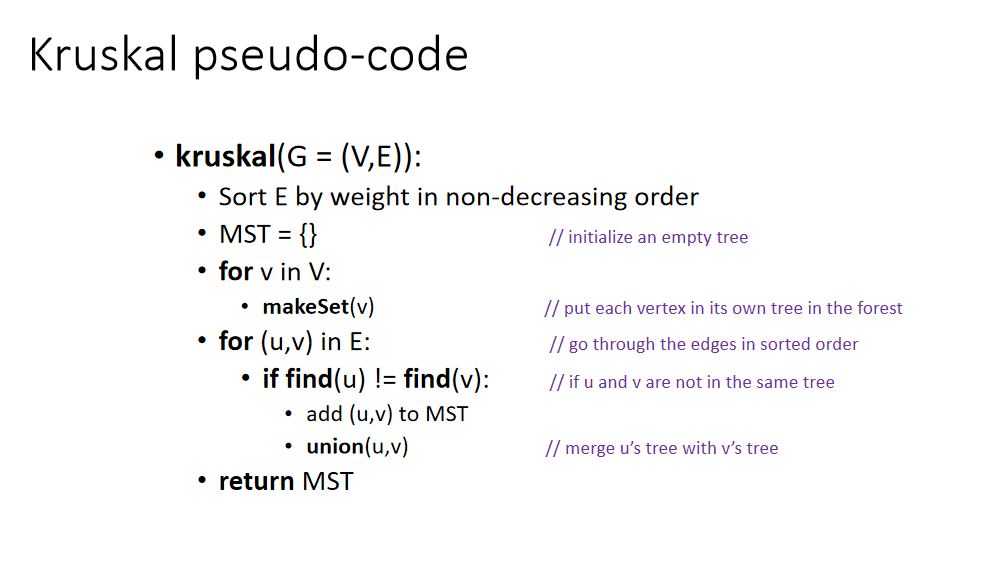 Kruskal pseudo-code
• kruskal(G = (V,E)):
• Sort E by weight in non-decreasing order
• MST = {} // initialize an empty tree
• for v in V:
• makeSet(v) // put each vertex in its own tree in the forest
• for (u,v) in E: // go through the edges in sorted order
• if find(u) != find(v): // if u and v are not in the same tree
• add (u,v) to MST
• union(u,v) // merge u’s tree with v’s tree
• return MST